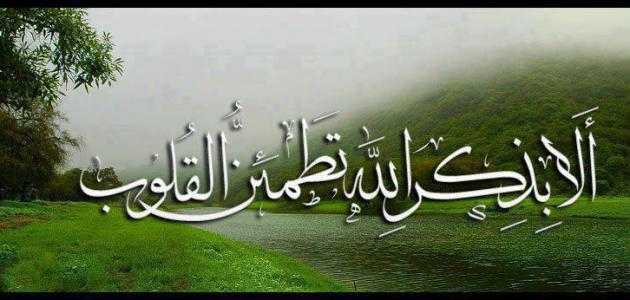 أَلَا بِذِكْرِ اللَّهِ تَطْمَئِنُّ الْقُلُوبُ